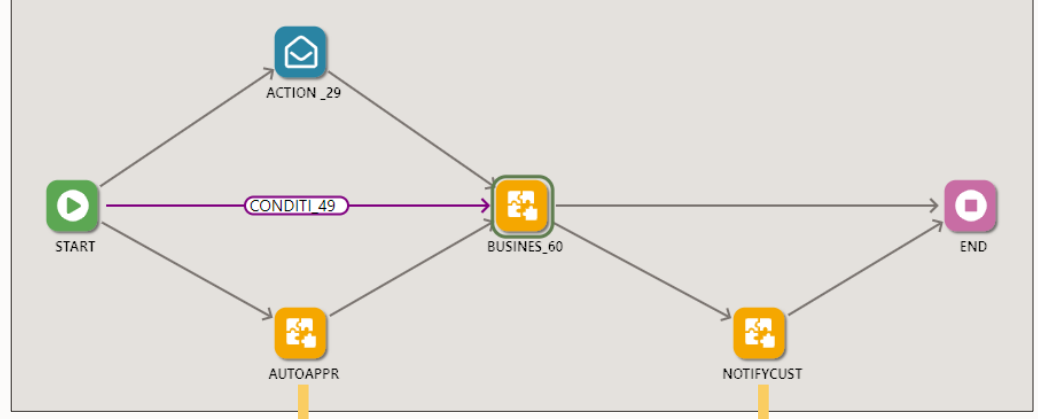 ACTION _29
CONDITI_49
START
BUSINES_60
END
AUTOAPPR
NOTIFYCUST